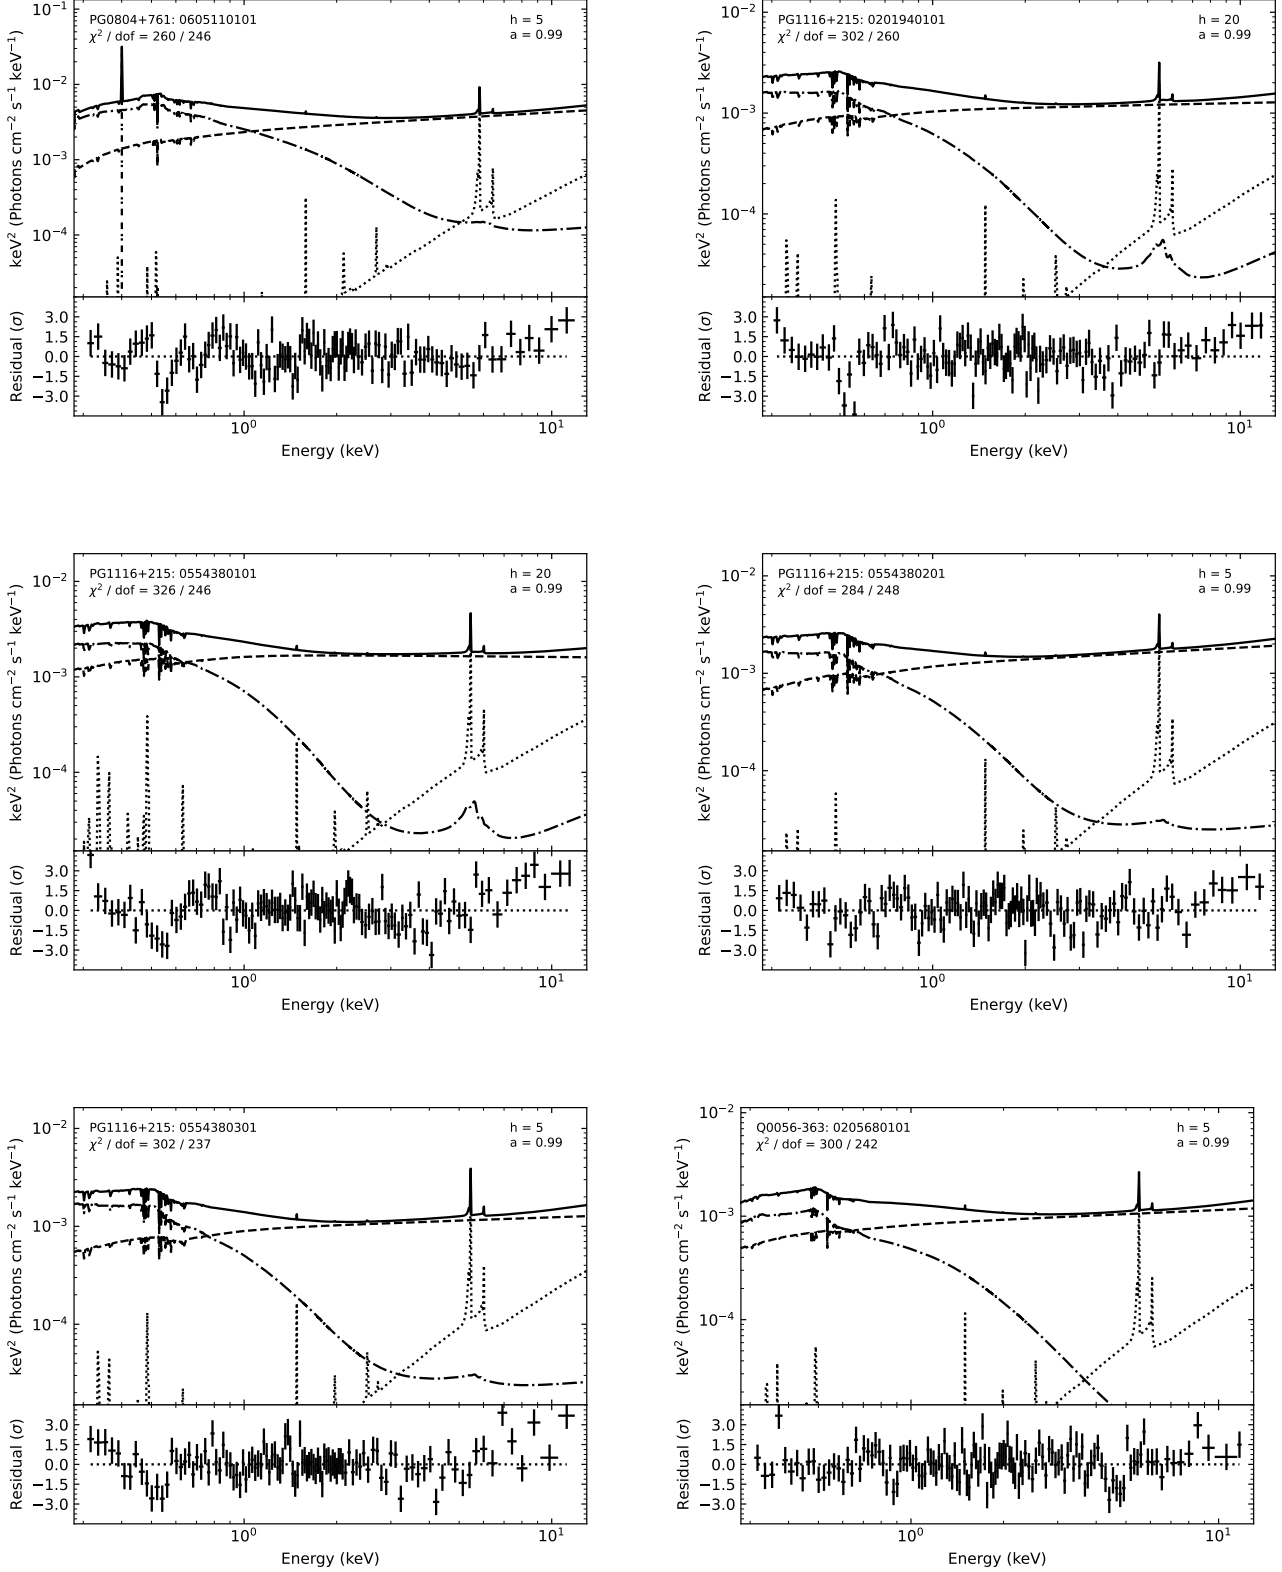 10⁻¹
10⁻²
10⁻³
10⁻⁴
keV² (Photons cm⁻² s⁻¹ keV⁻¹)
PG0804+761: 0605110101
χ² / dof = 260 / 246
h = 5
a = 0.99
3.0
1.5
0.0
−1.5
−3.0
Residual (σ)
10⁰
10¹
Energy (keV)
10⁻²
10⁻³
10⁻⁴
keV² (Photons cm⁻² s⁻¹ keV⁻¹)
PG1116+215: 0201940101
χ² / dof = 302 / 260
h = 20
a = 0.99
3.0
1.5
0.0
−1.5
−3.0
Residual (σ)
10⁰
10¹
Energy (keV)
10⁻²
10⁻³
10⁻⁴
keV² (Photons cm⁻² s⁻¹ keV⁻¹)
PG1116+215: 0554380101
χ² / dof = 326 / 246
h = 20
a = 0.99
3.0
1.5
0.0
−1.5
−3.0
Residual (σ)
10⁰
10¹
Energy (keV)
10⁻²
10⁻³
10⁻⁴
keV² (Photons cm⁻² s⁻¹ keV⁻¹)
PG1116+215: 0554380201
χ² / dof = 284 / 248
h = 5
a = 0.99
3.0
1.5
0.0
−1.5
−3.0
Residual (σ)
10⁰
10¹
Energy (keV)
10⁻²
10⁻³
10⁻⁴
keV² (Photons cm⁻² s⁻¹ keV⁻¹)
PG1116+215: 0554380301
χ² / dof = 302 / 237
h = 5
a = 0.99
3.0
1.5
0.0
−1.5
−3.0
Residual (σ)
10⁰
10¹
Energy (keV)
10⁻²
10⁻³
10⁻⁴
keV² (Photons cm⁻² s⁻¹ keV⁻¹)
Q0056-363: 0205680101
χ² / dof = 300 / 242
h = 5
a = 0.99
3.0
1.5
0.0
−1.5
−3.0
Residual (σ)
10⁰
10¹
Energy (keV)